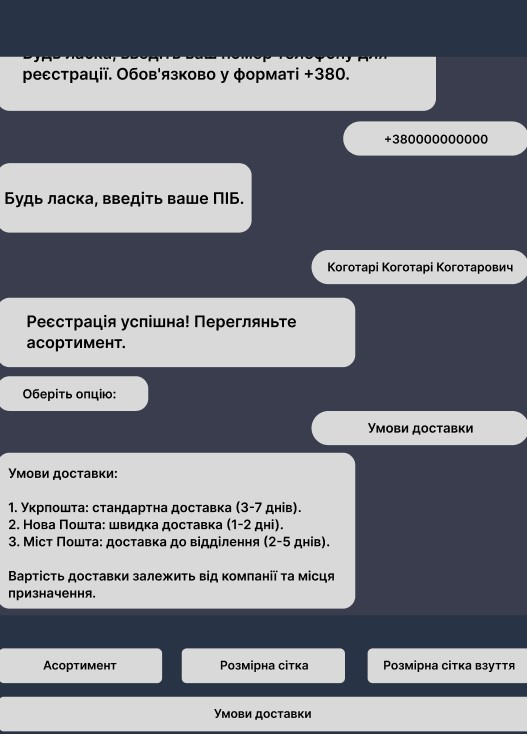 Будь ласка, введіть ваш номер телефону для
реєстрації. Обов'язково у форматі +380.
+380000000000
Будь ласка, введіть ваше ПІБ.
Коготарі Коготарі Коготарович
Реєстрація успішна! Перегляньте
асортимент.
Оберіть опцію:
Умови доставки
Умови доставки:
1. Укрпошта: стандартна доставка (3-7 днів).
2. Нова Пошта: швидка доставка (1-2 дні).
3. Міст Пошта: доставка до відділення (2-5 днів).
Вартість доставки залежить від компанії та місця
призначення.
Асортимент
Розмірна сітка
Розмірна сітка взуття
Умови доставки